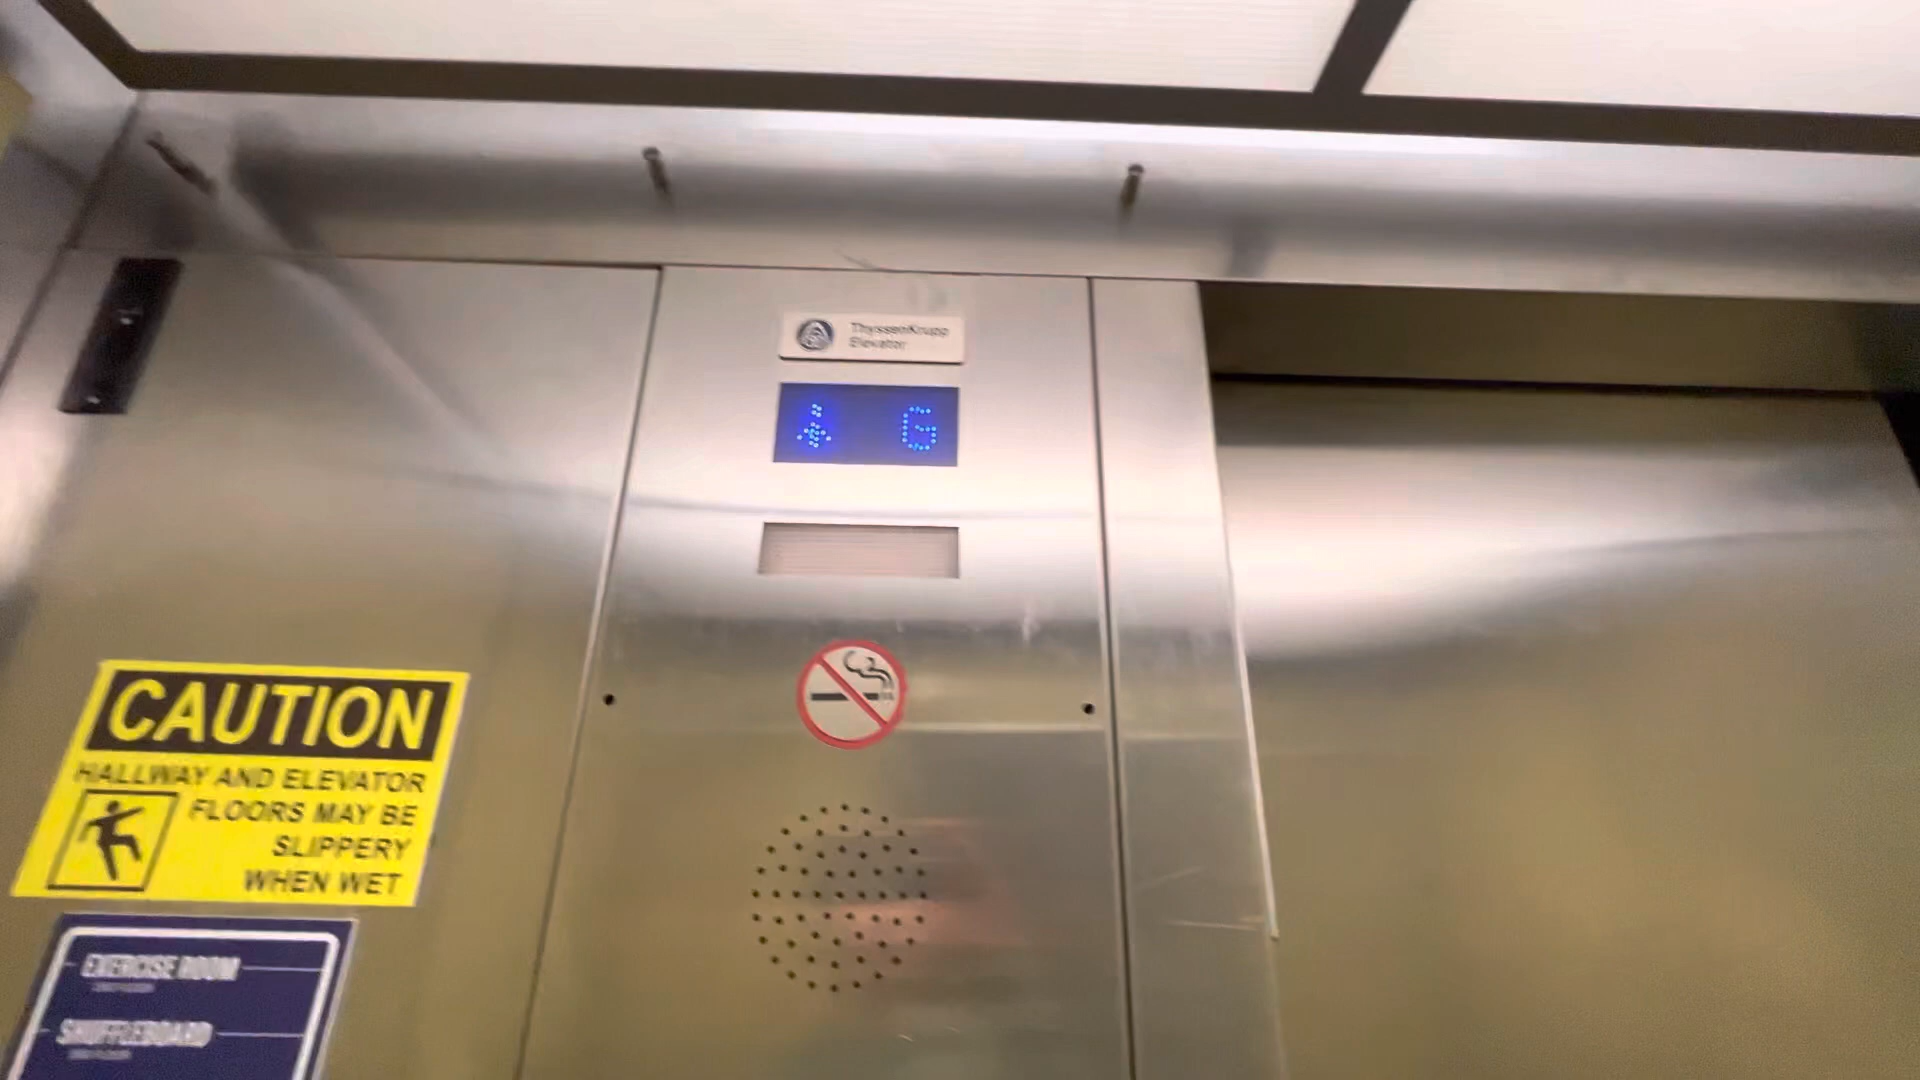 ThyssenKrupp
Elevator
G
CAUTION
HALLWAY AND ELEVATOR
FLOORS MAY BE
SLIPPERY
WHEN WET
EXERCISE ROOM
SHUFFLEBOARD